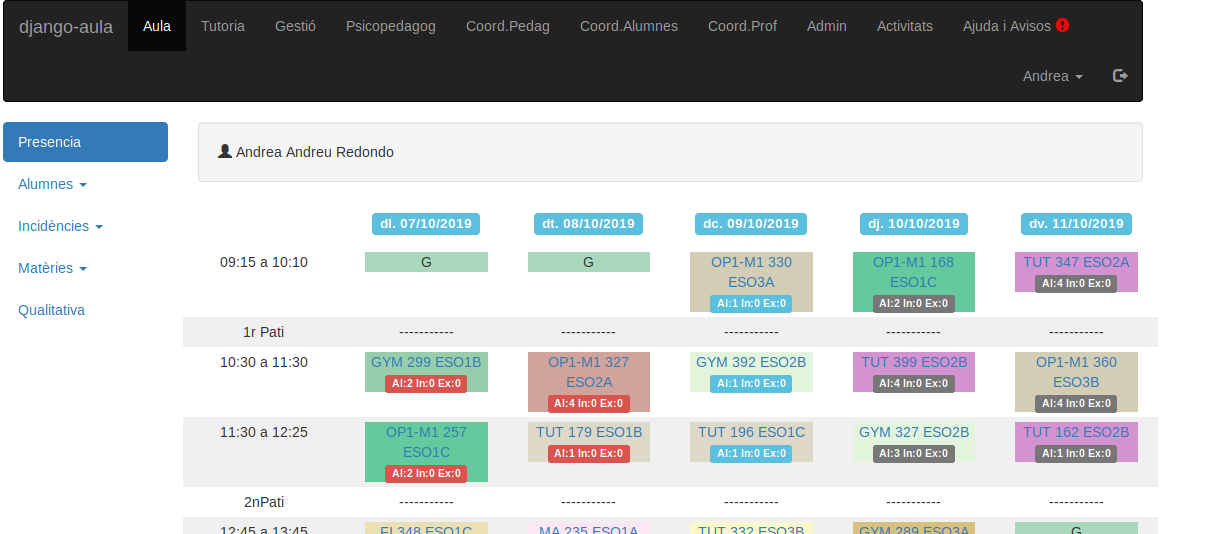 django-aula Aula Tutoria Gestió Psicopedagog Coord.Pedag Coord.Alumnes Coord.Prof Admin Activitats Ajuda i Avisos
Andrea
Presencia
Alumnes
Incidències
Matèries
Qualitativa
Andrea Andreu Redondo
dl. 07/10/2019 dt. 08/10/2019 dc. 09/10/2019 dj. 10/10/2019 dv. 11/10/2019
09:15 a 10:10 G G OP1-M1 330 OP1-M1 168 TUT 347 ESO2A
ESO3A ESO1C Al:4 In:0 Ex:0
Al:1 In:0 Ex:0 Al:2 In:0 Ex:0
1r Pati ----------- ----------- ----------- ----------- -----------
10:30 a 11:30 GYM 299 ESO1B OP1-M1 327 GYM 392 ESO2B TUT 399 ESO2B OP1-M1 360
Al:2 In:0 Ex:0 ESO2A Al:1 In:0 Ex:0 Al:4 In:0 Ex:0 ESO3B
Al:4 In:0 Ex:0 Al:4 In:0 Ex:0
11:30 a 12:25 OP1-M1 257 TUT 179 ESO1B TUT 196 ESO1C GYM 327 ESO2B TUT 162 ESO2B
ESO1C Al:1 In:0 Ex:0 Al:1 In:0 Ex:0 Al:3 In:0 Ex:0 Al:1 In:0 Ex:0
Al:2 In:0 Ex:0
2nPati ----------- ----------- ----------- ----------- -----------
12:45 a 13:45 348 ESO1C MA 235 ESO1A TUT 332 ESO3B GYM 289 ESO3A G